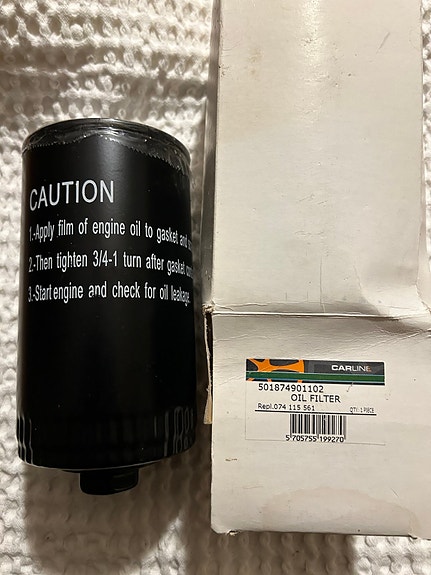 CAUTION
1.-Apply film of engine oil to gasket and
2.-Then tighten 3/4-1 turn after gasket
3.-Start engine and check for oil leakage
CARLINE
501874901102
OIL FILTER
Repl.074 115 561
QTY: 1 PIECE
5 705755 199270